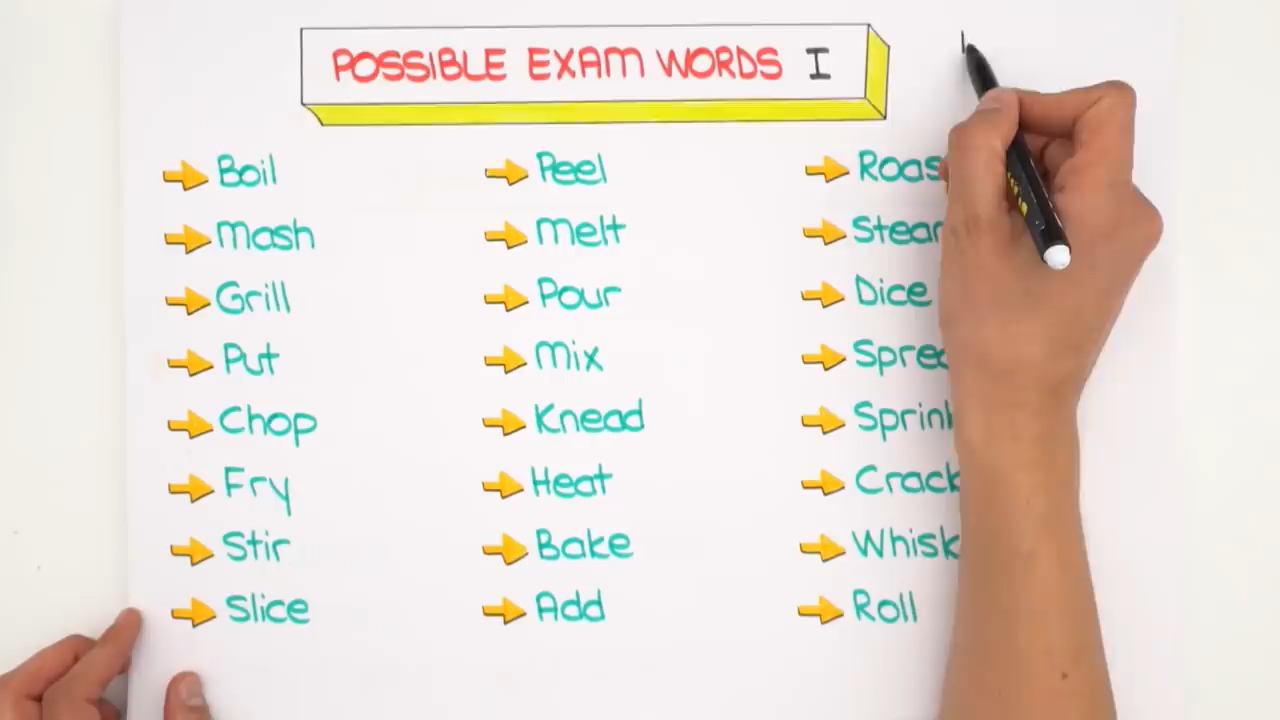 POSSIBLE EXAM WORDS I
Boil
Mash
Grill
Put
Chop
Fry
Stir
Slice
Peel
Melt
Pour
Mix
Knead
Heat
Bake
Add
Dice
Crack
Whisk
Roll